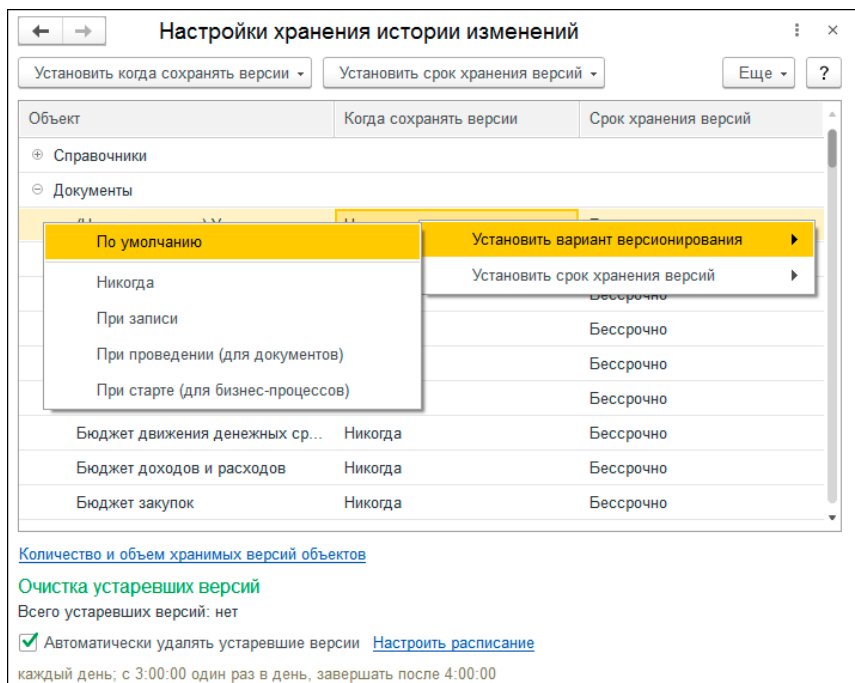 Настройки хранения истории изменений
Установить когда сохранять версии Установить срок хранения версий Еще ?
Объект Когда сохранять версии Срок хранения версий
Справочники
Документы
По умолчанию Установить вариант версионирования
Никогда Установить срок хранения версий
Бессрочно
При записи Бессрочно
При проведении (для документов) Бессрочно
При старте (для бизнес-процессов) Бессрочно
Бюджет движения денежных ср... Никогда Бессрочно
Бюджет доходов и расходов Никогда Бессрочно
Бюджет закупок Никогда Бессрочно
Количество и объем хранимых версий объектов
Очистка устаревших версий
Всего устаревших версий: нет
Автоматически удалять устаревшие версии Настроить расписание
каждый день; с 3:00:00 один раз в день, завершать после 4:00:00